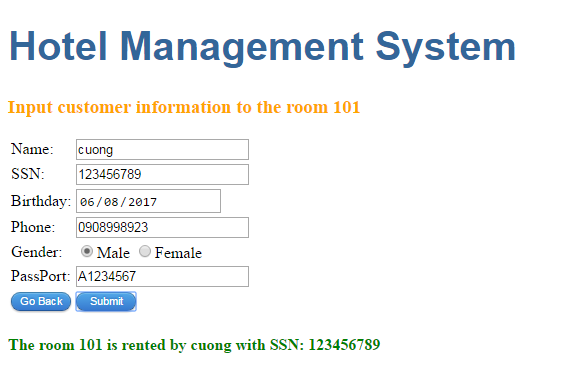 Hotel Management System
Input customer information to the room 101
Name: cuong
SSN: 123456789
Birthday: 06/08/2017
Phone: 0908998923
Gender: Male Female
PassPort: A1234567
Go Back Submit
The room 101 is rented by cuong with SSN: 123456789